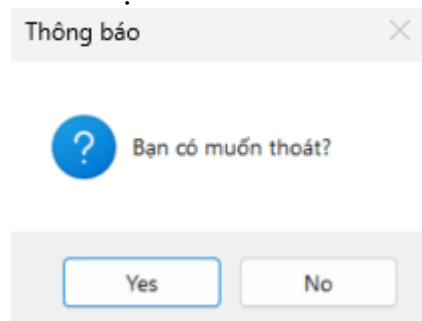 Thông báo
?
Bạn có muốn thoát?
Yes No